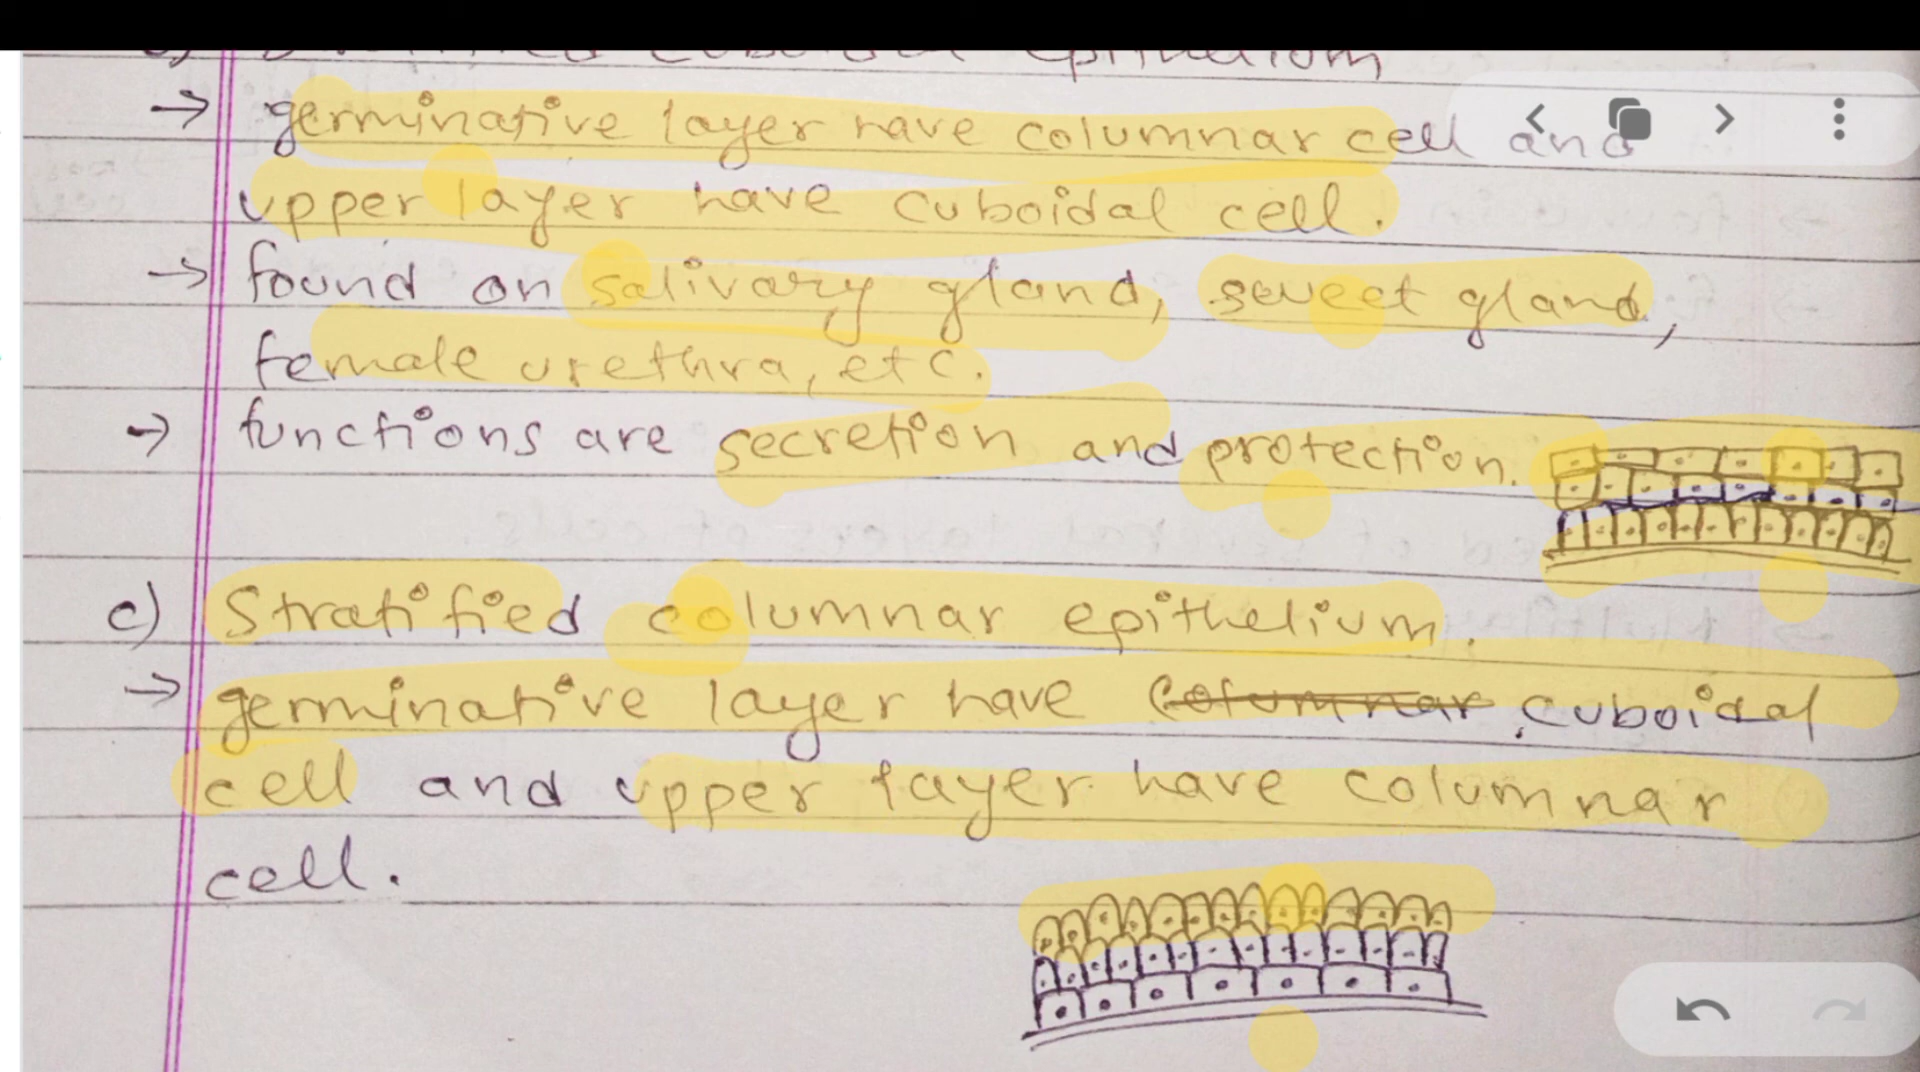 cuboidal epithelium
→ germinative layer have columnar cell and
upper layer have cuboidal cell.
→ found on salivary gland, sweet gland,
female urethra, etc.
→ functions are secretion and protection.
c) Stratified columnar epithelium.
→ germinative layer have columnar cuboidal
cell and upper layer have columnar
cell.